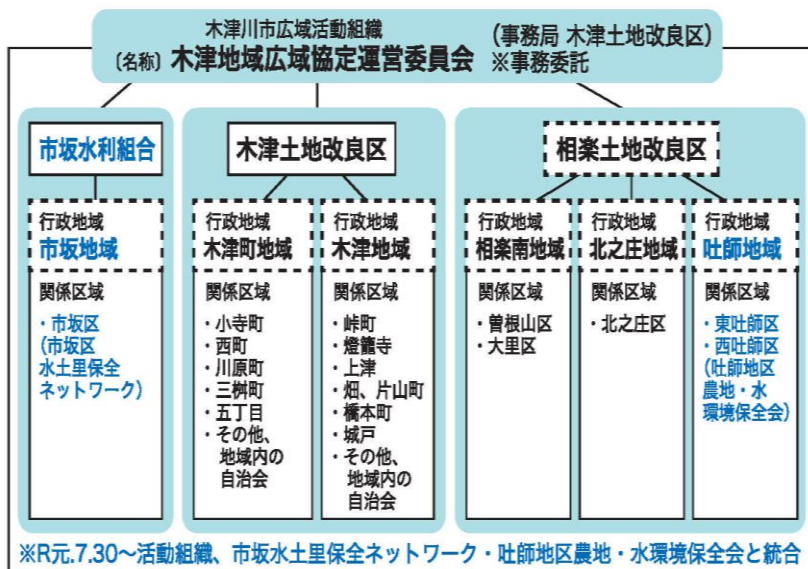 木津川市広域活動組織
〔名称〕木津地域広域協定運営委員会
(事務局 木津土地改良区)
※事務委託
市坂水利組合
行政地域
市坂地域
関係区域
・市坂区
(市坂区
水土里保全
ネットワーク)
木津土地改良区
行政地域
木津町地域
関係区域
・小寺町
・西町
・川原町
・三桝町
・五丁目
・その他、
地域内の
自治会
行政地域
木津地域
関係区域
・峠町
・燈籠寺
・上津
・畑、片山町
・橋本町
・城戸
・その他、
地域内の
自治会
相楽土地改良区
行政地域
相楽南地域
関係区域
・曽根山区
・大里区
行政地域
北之庄地域
関係区域
・北之庄区
行政地域
吐師地域
関係区域
・東吐師区
・西吐師区
(吐師地区
農地・水
環境保全会)
※R元.7.30〜活動組織、市坂水土里保全ネットワーク・吐師地区農地・水環境保全会と統合